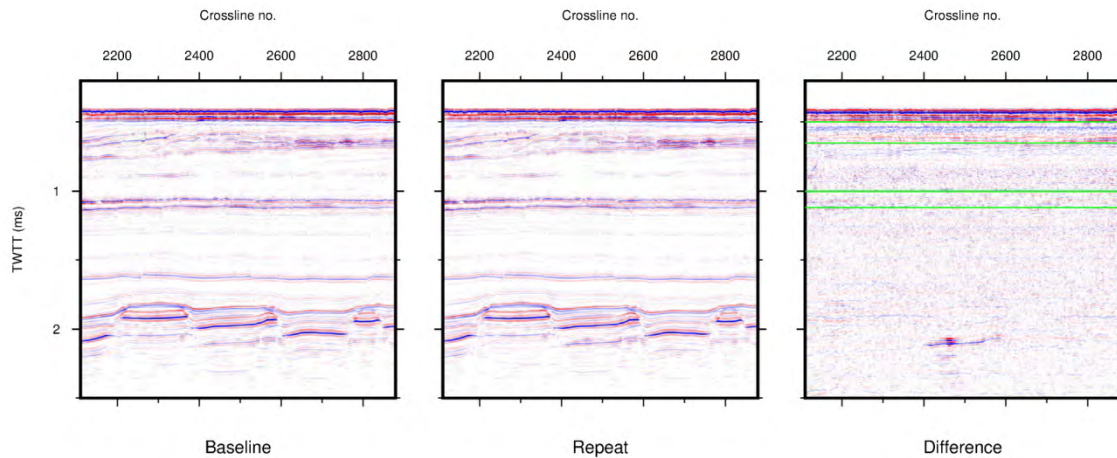 Crossline no. Crossline no. Crossline no.
2200 2400 2600 2800 2200 2400 2600 2800 2200 2400 2600 2800
TWTT (ms)
1
2
Baseline Repeat Difference